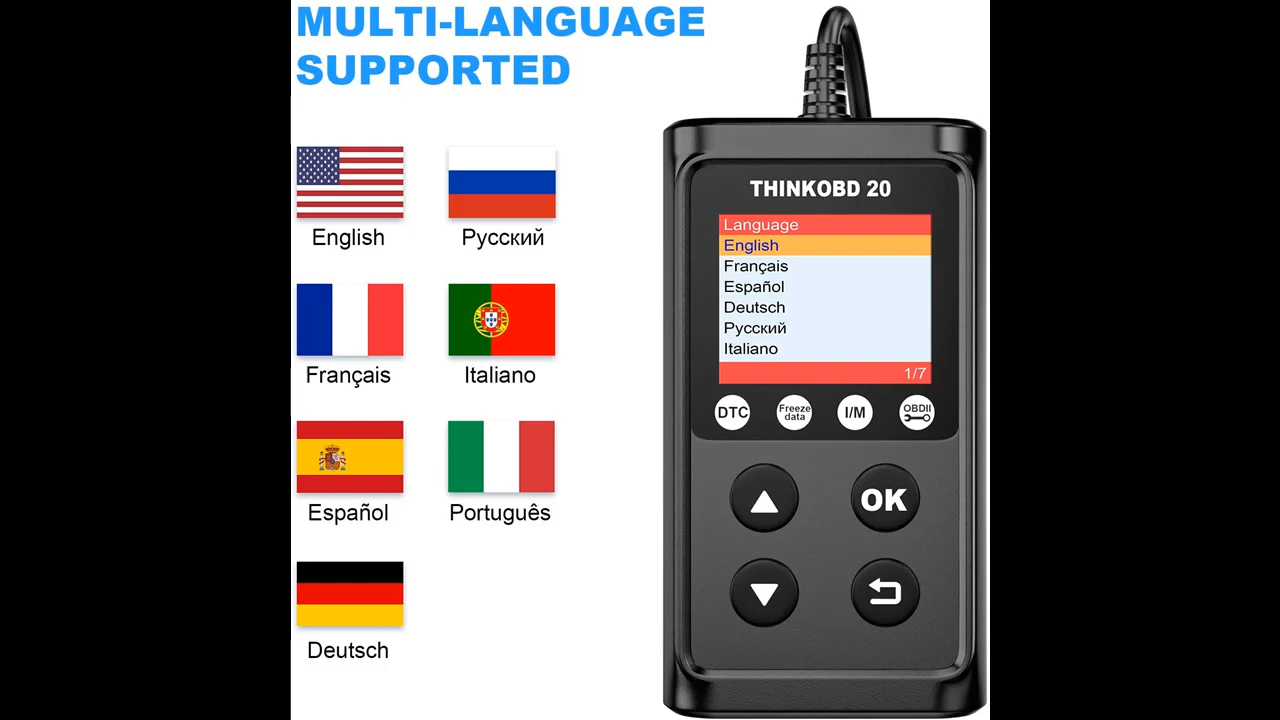 MULTI-LANGUAGE
SUPPORTED
English
Русский
Français
Italiano
Español
Português
Deutsch
THINKOBD 20
Language
English
Français
Español
Deutsch
Русский
Italiano
1/7
DTC
Freeze
data
I/M
OBDII
OK